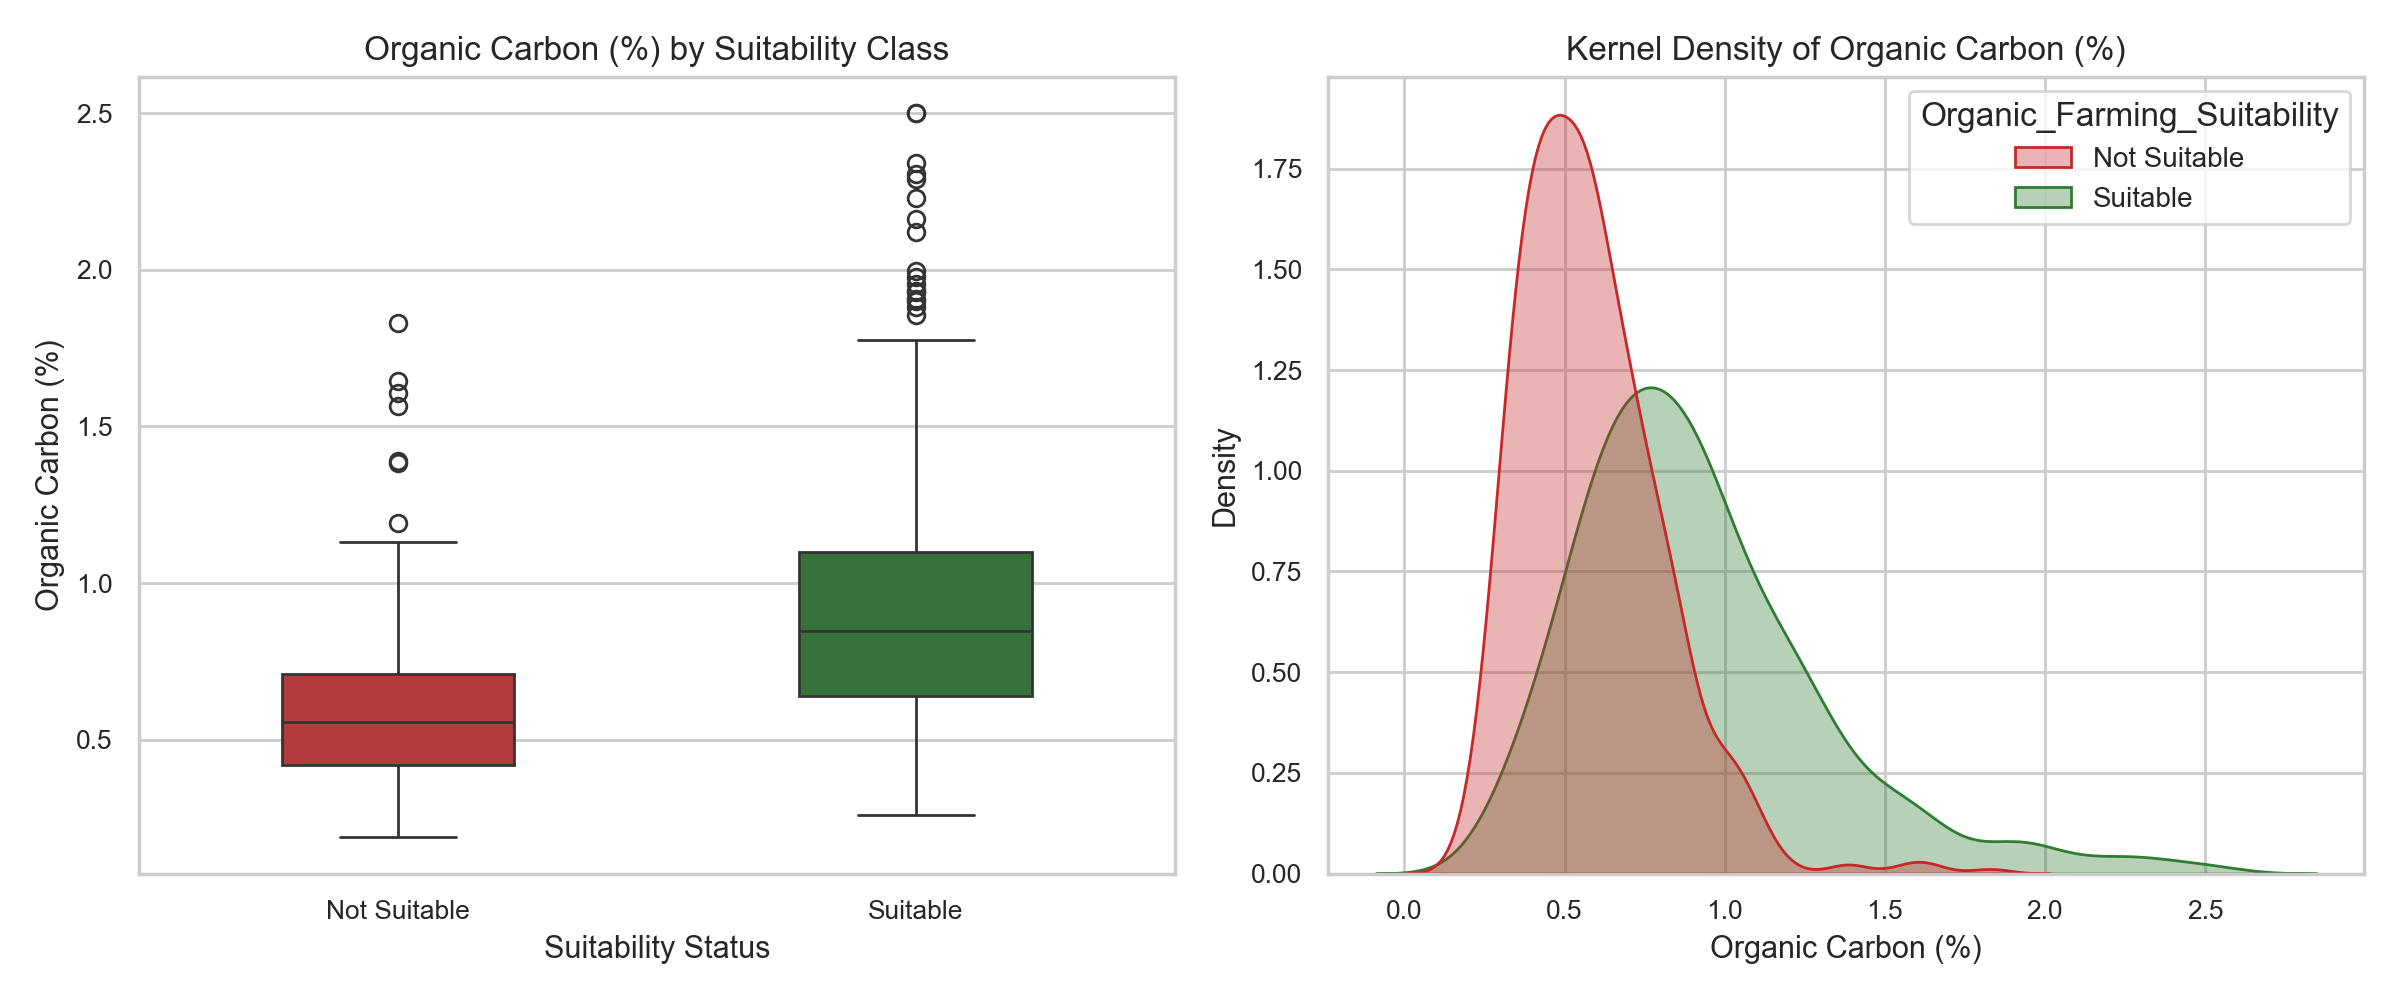 Organic Carbon (%) by Suitability Class
2.5
2.0
1.5
1.0
0.5
Organic Carbon (%)
Not Suitable
Suitable
Suitability Status
Kernel Density of Organic Carbon (%)
Organic_Farming_Suitability
Not Suitable
Suitable
1.75
1.50
1.25
1.00
0.75
0.50
0.25
0.00
Density
0.0
0.5
1.0
1.5
2.0
2.5
Organic Carbon (%)